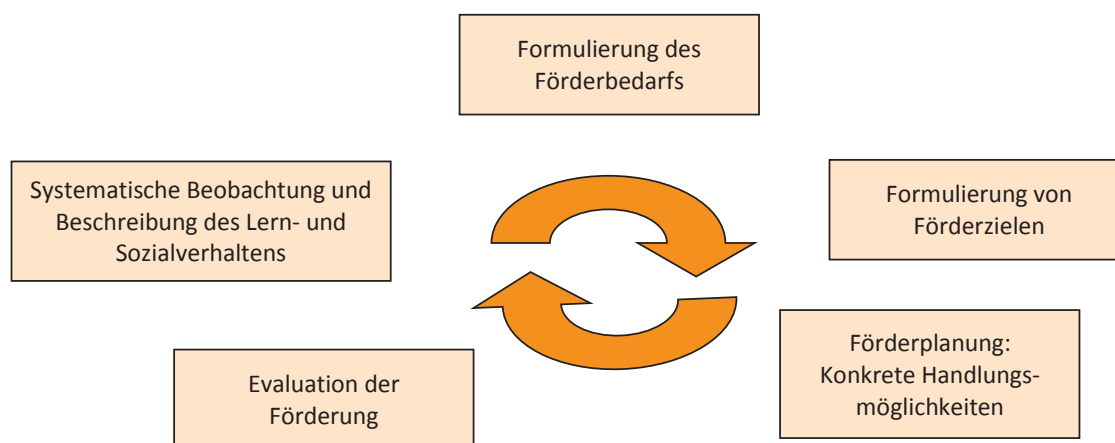 Formulierung des
Förderbedarfs
Systematische Beobachtung und
Beschreibung des Lern- und
Sozialverhaltens
Formulierung von
Förderzielen
Förderplanung:
Konkrete Handlungs-
möglichkeiten
Evaluation der
Förderung